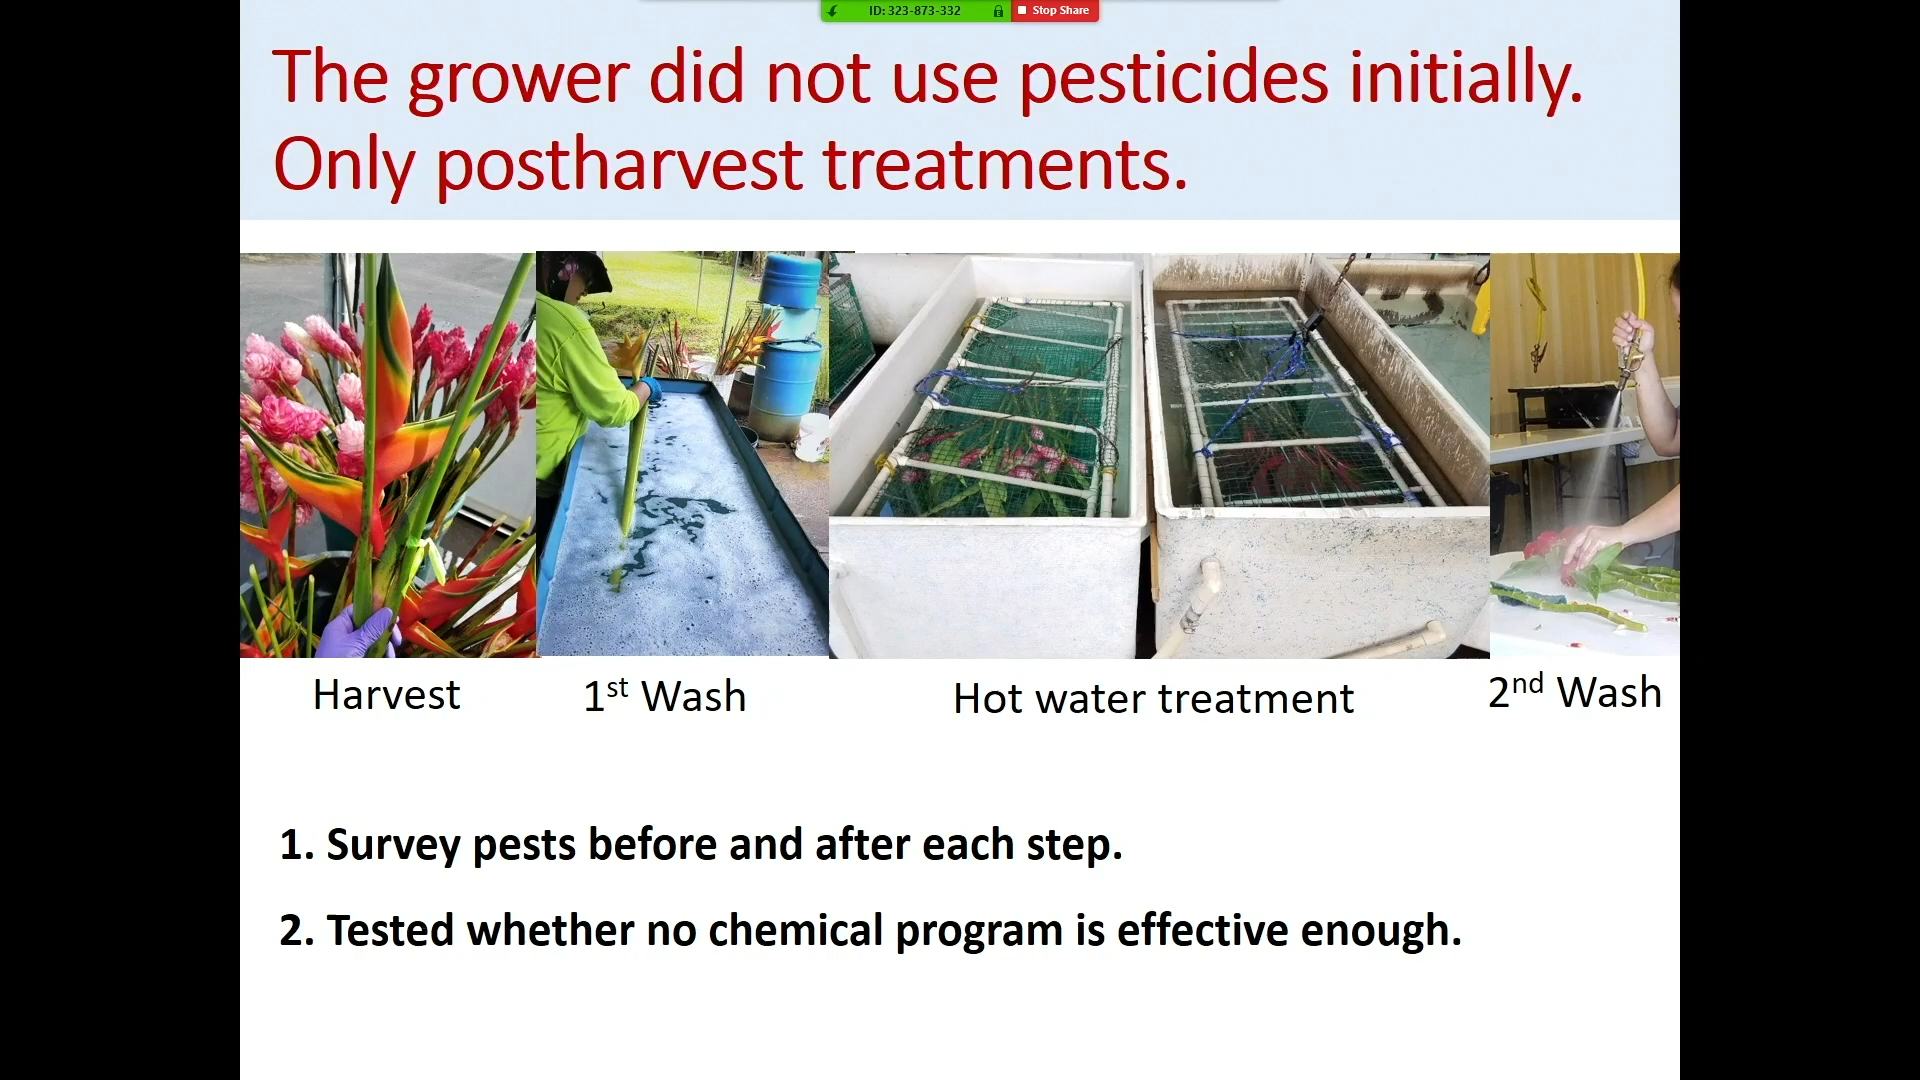 ID: 323-873-332 Stop Share
The grower did not use pesticides initially.
Only postharvest treatments.
Harvest
1st Wash
Hot water treatment
2nd Wash
1. Survey pests before and after each step.
2. Tested whether no chemical program is effective enough.